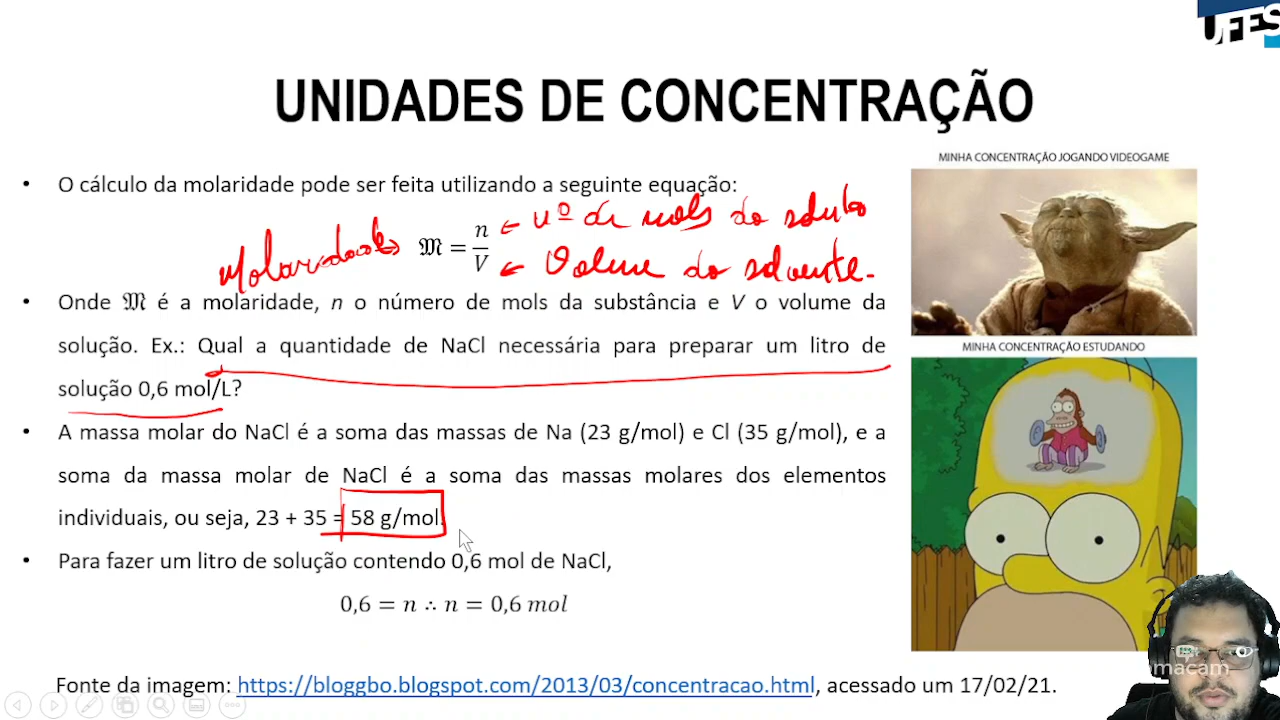 UFES
UNIDADES DE CONCENTRAÇÃO
• O cálculo da molaridade pode ser feita utilizando a seguinte equação:
Molaridade → 𝔐 = n/V ← nº de mols do soluto
← Volume do solvente.
• Onde 𝔐 é a molaridade, n o número de mols da substância e V o volume da
solução. Ex.: Qual a quantidade de NaCl necessária para preparar um litro de
solução 0,6 mol/L?
• A massa molar do NaCl é a soma das massas de Na (23 g/mol) e Cl (35 g/mol), e a
soma da massa molar de NaCl é a soma das massas molares dos elementos
individuais, ou seja, 23 + 35 = 58 g/mol.
• Para fazer um litro de solução contendo 0,6 mol de NaCl,
0,6 = n ∴ n = 0,6 mol
MINHA CONCENTRAÇÃO JOGANDO VIDEOGAME
MINHA CONCENTRAÇÃO ESTUDANDO
Fonte da imagem: https://bloggbo.blogspot.com/2013/03/concentracao.html, acessado um 17/02/21.